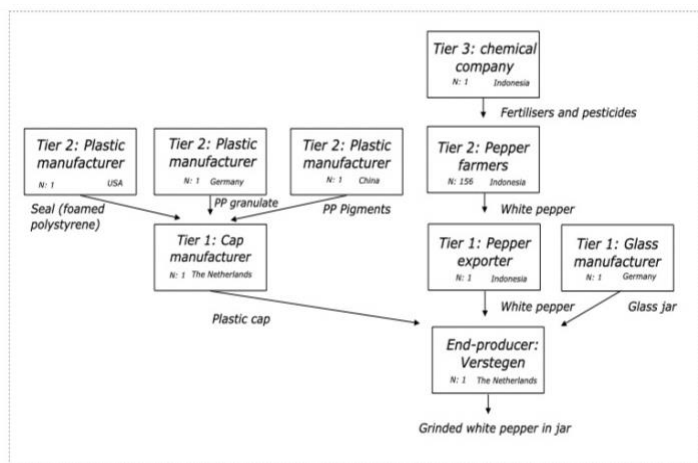 Tier 3: chemical
company
N: 1 Indonesia
Fertilisers and pesticides
Tier 2: Plastic
manufacturer
N: 1 USA
Tier 2: Plastic
manufacturer
N: 1 Germany
Tier 2: Plastic
manufacturer
N: 1 China
Tier 2: Pepper
farmers
N: 156 Indonesia
Seal (foamed
polystyrene)
PP granulate
PP Pigments
White pepper
Tier 1: Cap
manufacturer
N: 1 The Netherlands
Tier 1: Pepper
exporter
N: 1 Indonesia
Tier 1: Glass
manufacturer
N: 1 Germany
Plastic cap
White pepper
Glass jar
End-producer:
Verstegen
N: 1 The Netherlands
Grinded white pepper in jar